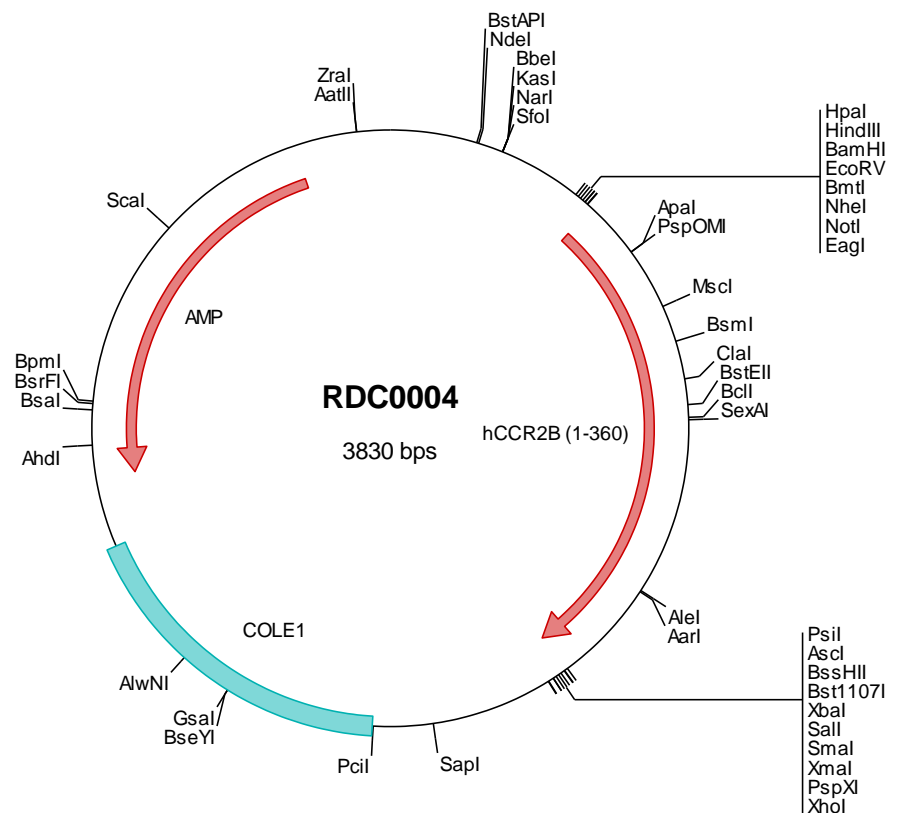 BstAPI
NdeI
BbeI
KasI
NarI
SfoI
ZraI
AatII
HpaI
HindIII
BamHI
EcoRV
BmtI
NheI
NotI
EagI
ScaI
ApaI
PspOMI
MscI
BsmI
AMP
ClaI
BstEII
BclI
SexAI
BpmI
BsrFI
BsaI
AhdI
RDC0004
3830 bps
hCCR2B (1-360)
AleI
AarI
COLE1
AlwNI
GsaI
BseYI
PciI
SapI
PsiI
AscI
BssHII
Bst1107I
XbaI
SalI
SmaI
XmaI
PspXI
XhoI